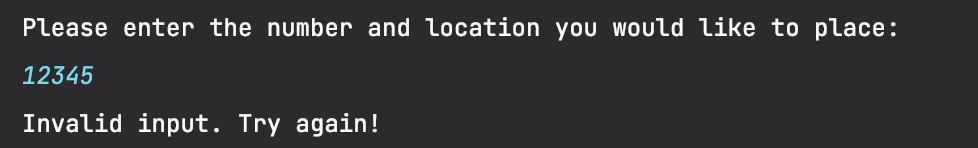 Please enter the number and location you would like to place:
12345
Invalid input. Try again!